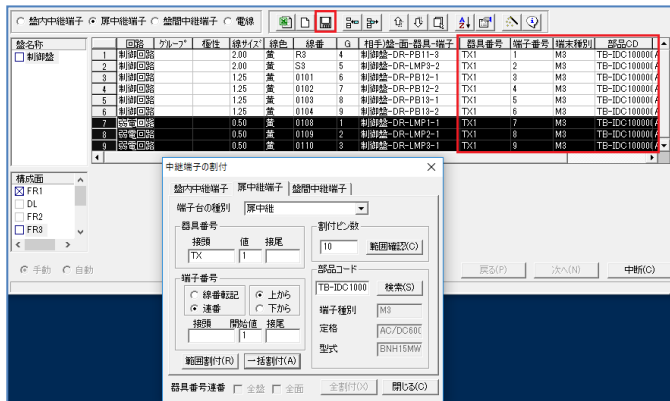 盤内中継端子 扉中継端子 盤間中継端子 電線
盤名称
制御盤
回路 グループ 極性 線サイズ 線色 線番 G 相手)盤-面-器具-端子 器具番号 端子番号 端末種別 部品CD
1 制御回路 2.00 黄 R3 4 制御盤-DR-PB11-3 TX1 1 M3 TB-IDC100000(A
2 制御回路 2.00 黄 S3 5 制御盤-DR-LMP3-2 TX1 2 M3 TB-IDC100000(A
3 制御回路 1.25 黄 0101 6 制御盤-DR-PB12-1 TX1 3 M3 TB-IDC100000(A
4 制御回路 1.25 黄 0102 7 制御盤-DR-PB12-2 TX1 4 M3 TB-IDC100000(A
5 制御回路 1.25 黄 0103 8 制御盤-DR-PB13-1 TX1 5 M3 TB-IDC100000(A
6 制御回路 1.25 黄 0104 9 制御盤-DR-PB13-2 TX1 6 M3 TB-IDC100000(A
7 弱電回路 0.50 黄 0108 1 制御盤-DR-LMP1-1 TX1 7 M3 TB-IDC100000(A
8 弱電回路 0.50 黄 0109 2 制御盤-DR-LMP2-1 TX1 8 M3 TB-IDC100000(A
9 弱電回路 0.50 黄 0110 3 制御盤-DR-LMP3-1 TX1 9 M3 TB-IDC100000(A
構成面
FR1
DL
FR2
FR3
手動 自動
戻る(P) 次へ(N) 中断(C)
中継端子の割付
盤内中継端子 扉中継端子 盤間中継端子
端子台の種別 扉中継
器具番号
接頭 値 接尾
TX 1
端子番号
線番転記 上から
連番 下から
接頭 開始値 接尾
1
範囲割付(R) 一括割付(A)
割付ピン数
10 範囲確認(C)
部品コード
TB-IDC1000 検索(S)
端子種別 M3
定格 AC/DC60(
型式 BNH15MW
器具番号連番 全盤 全面 全割付(X) 閉じる(C)